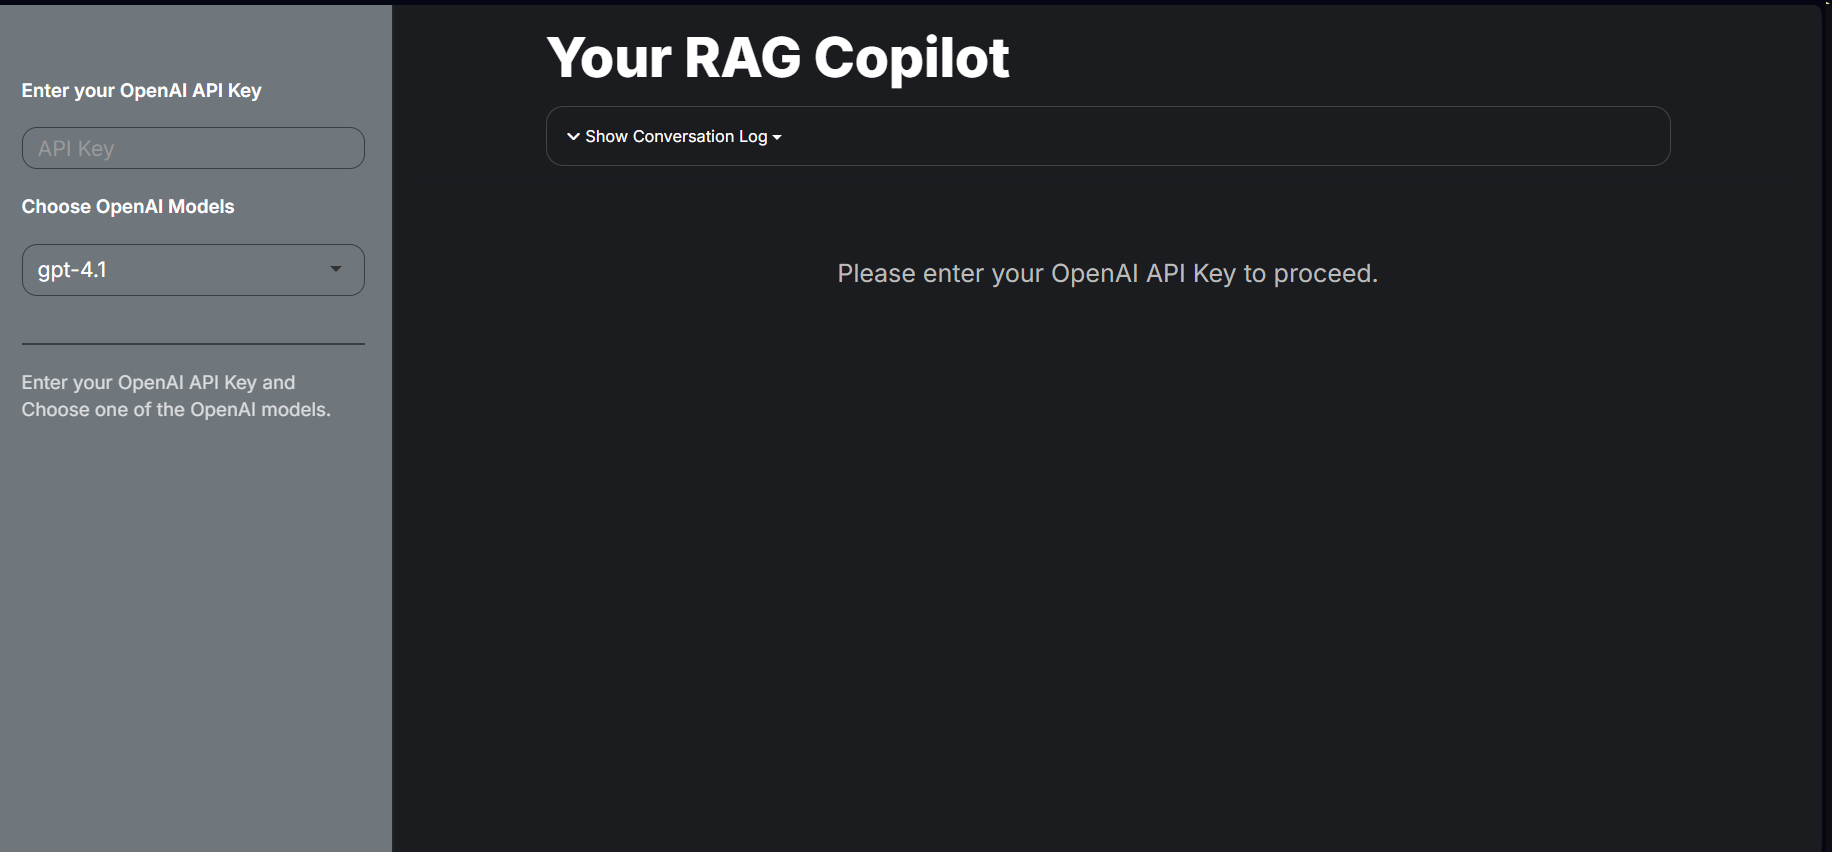 Enter your OpenAI API Key
API Key
Choose OpenAI Models
gpt-4.1
Enter your OpenAI API Key and
Choose one of the OpenAI models.
Your RAG Copilot
Show Conversation Log
Please enter your OpenAI API Key to proceed.